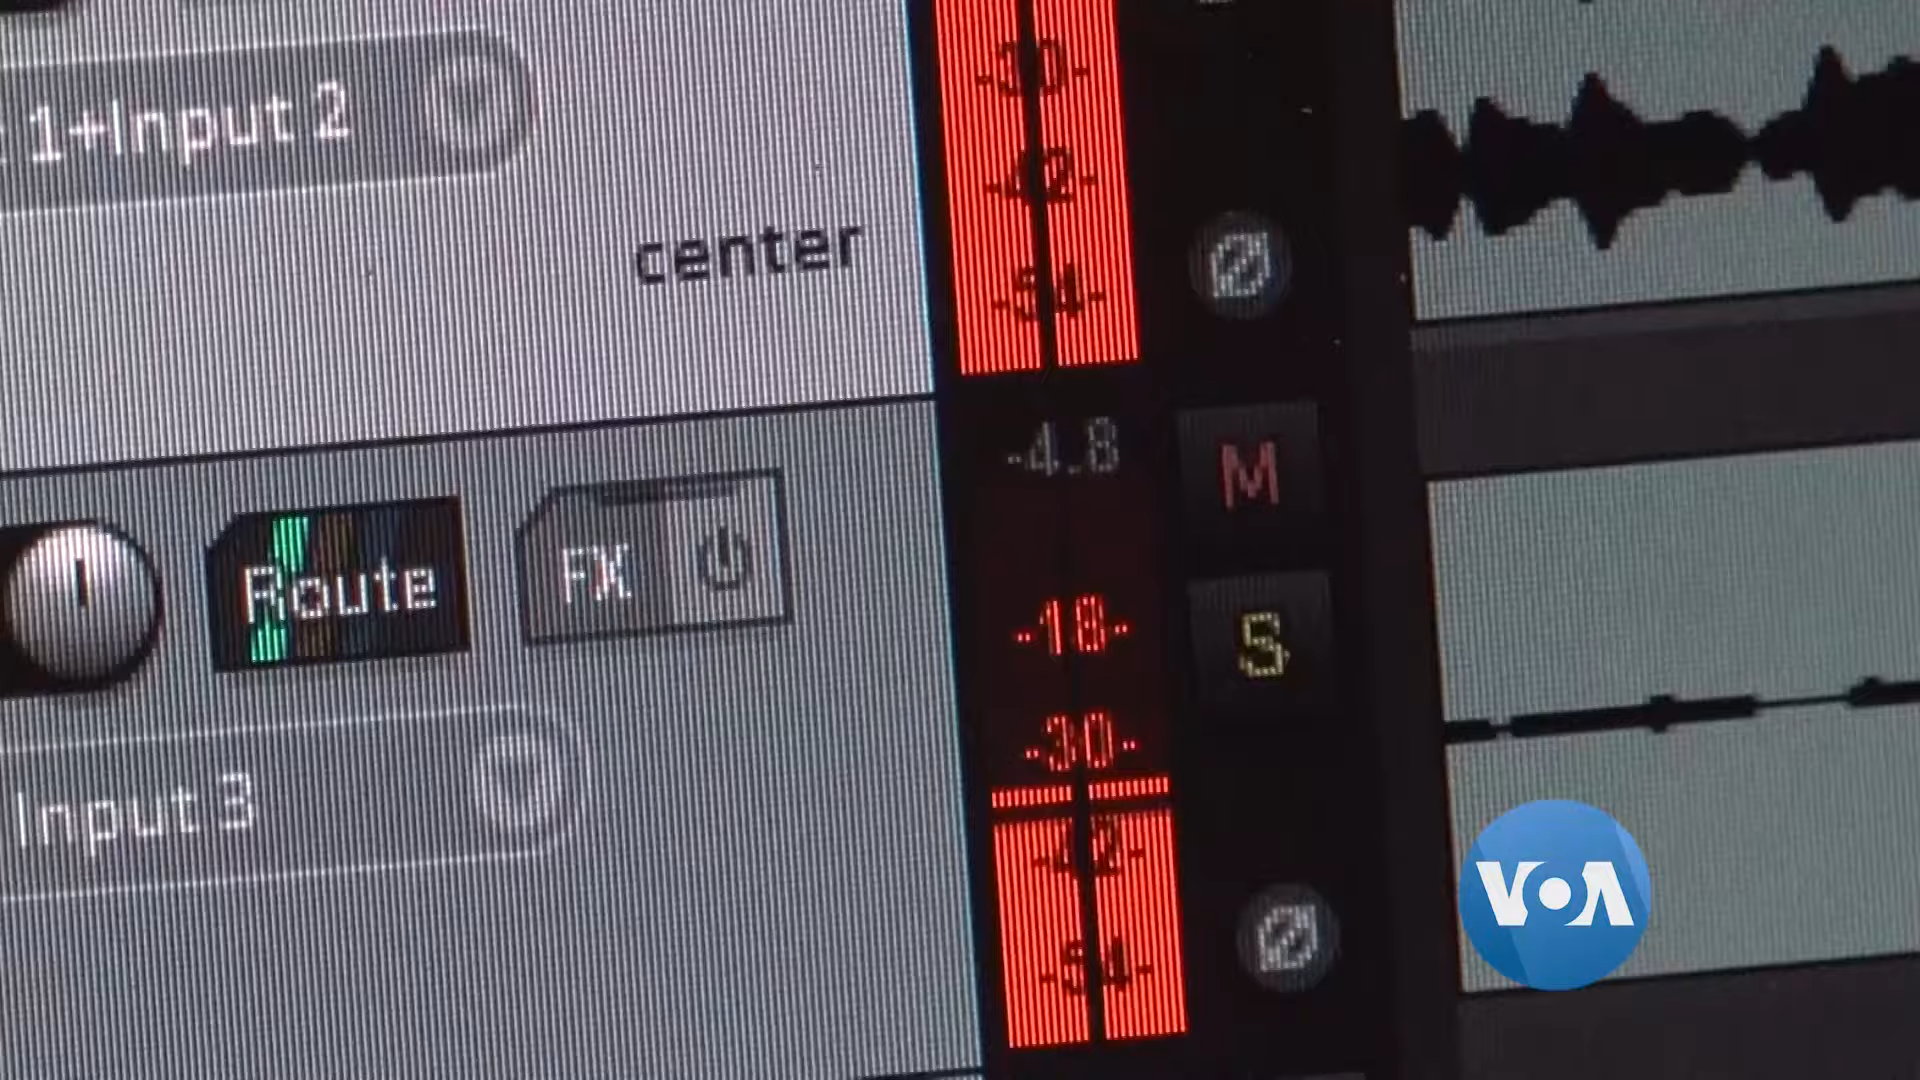 1+Input 2
center
-30-
-42-
-54-
-4.8
M
Route
FX
-18-
S
-30-
Input 3
-42-
-54-
VOA